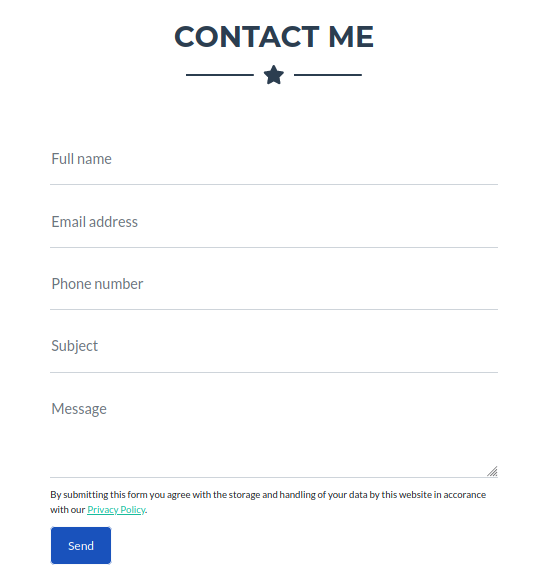 CONTACT ME
Full name
Email address
Phone number
Subject
Message
By submitting this form you agree with the storage and handling of your data by this website in accorance
with our Privacy Policy.
Send